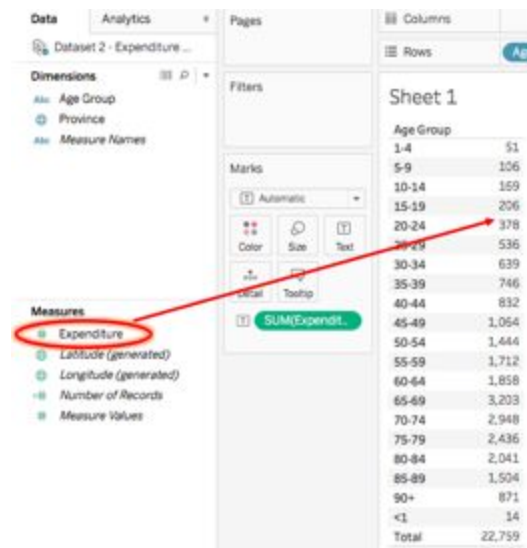 Data Analytics
Dataset 2 - Expenditure ...
Dimensions
Abc Age Group
Province
Abc Measure Names
Measures
Expenditure
Latitude (generated)
Longitude (generated)
Number of Records
Measure Values
Pages
Filters
Marks
Automatic
Color Size Text
Detail Tooltip
SUM(Expendit..
Columns
Rows
Ag
Sheet 1
Age Group
1-4 51
5-9 106
10-14 169
15-19 206
20-24 378
25-29 536
30-34 639
35-39 746
40-44 832
45-49 1,064
50-54 1,444
55-59 1,712
60-64 1,858
65-69 3,203
70-74 2,948
75-79 2,436
80-84 2,041
85-89 1,504
90+ 871
<1 14
Total 22,759